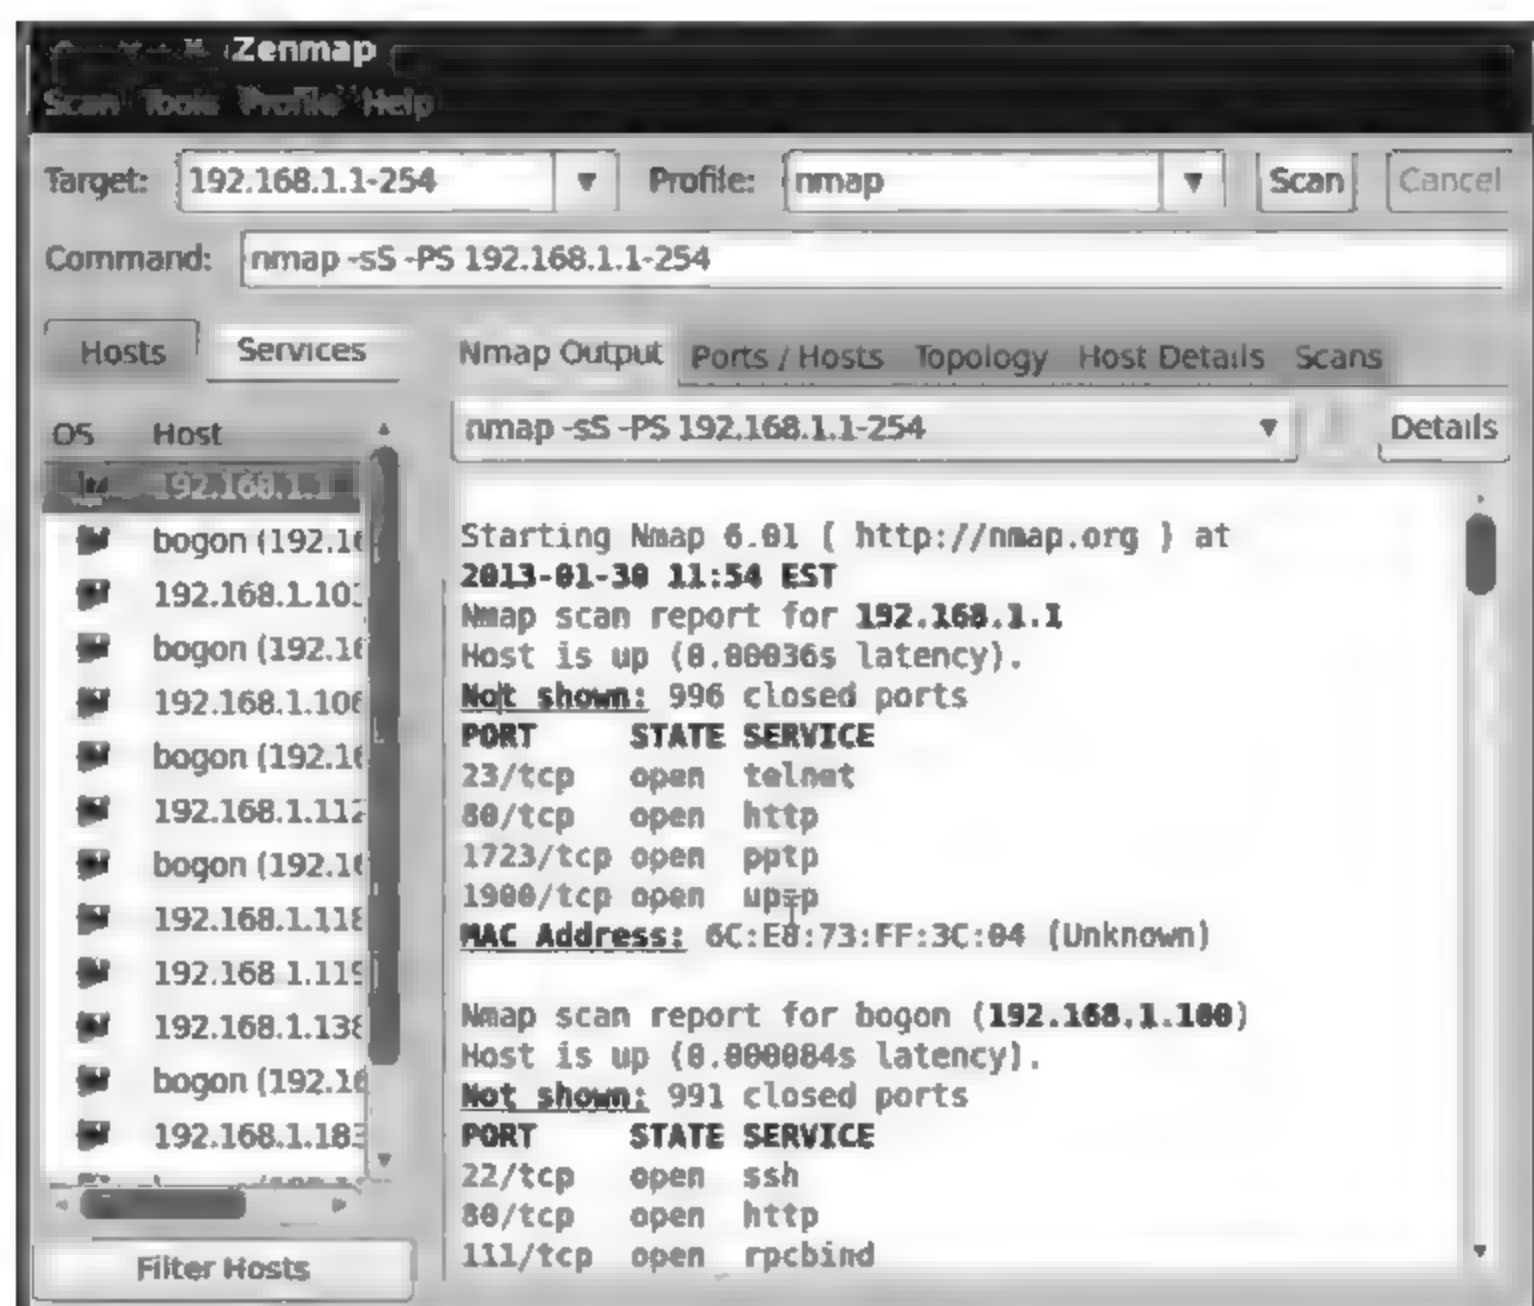 Zenmap
Scan Tools Profile Help
Target: 192.168.1.1-254 Profile: nmap Scan Cancel
Command: nmap -sS -PS 192.168.1.1-254
Hosts Services Nmap Output Ports / Hosts Topology Host Details Scans
OS Host
192.168.1.1
bogon (192.16
192.168.1.103
bogon (192.16
192.168.1.106
bogon (192.16
192.168.1.112
bogon (192.16
192.168.1.118
192.168.1.119
192.168.1.138
bogon (192.16
192.168.1.183
Filter Hosts
nmap -sS -PS 192.168.1.1-254 Details
Starting Nmap 6.01 ( http://nmap.org ) at
2013-01-30 11:54 EST
Nmap scan report for 192.168.1.1
Host is up (0.00036s latency).
Not shown: 996 closed ports
PORT STATE SERVICE
23/tcp open telnet
80/tcp open http
1723/tcp open pptp
1900/tcp open upnp
MAC Address: 6C:E8:73:FF:3C:04 (Unknown)
Nmap scan report for bogon (192.168.1.100)
Host is up (0.000084s latency).
Not shown: 991 closed ports
PORT STATE SERVICE
22/tcp open ssh
80/tcp open http
111/tcp open rpcbind